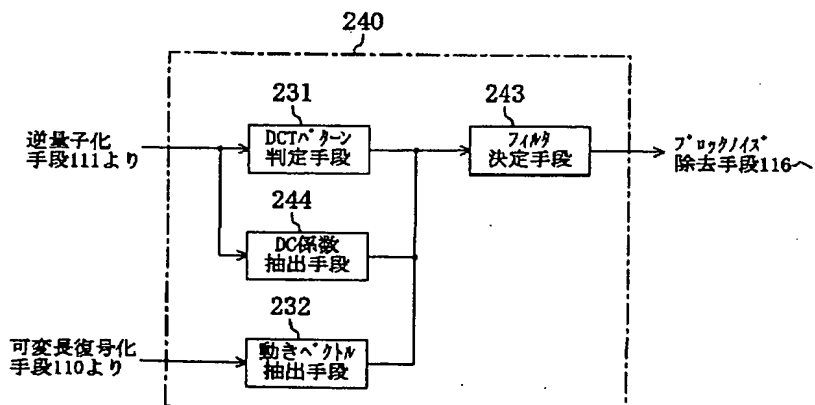 240
231
243
逆量子化
手段111より
DCTパターン
判定手段
フィルタ
決定手段
ブロックノイズ
除去手段116へ
244
DC係数
抽出手段
232
可変長復号化
手段110より
動きベクトル
抽出手段